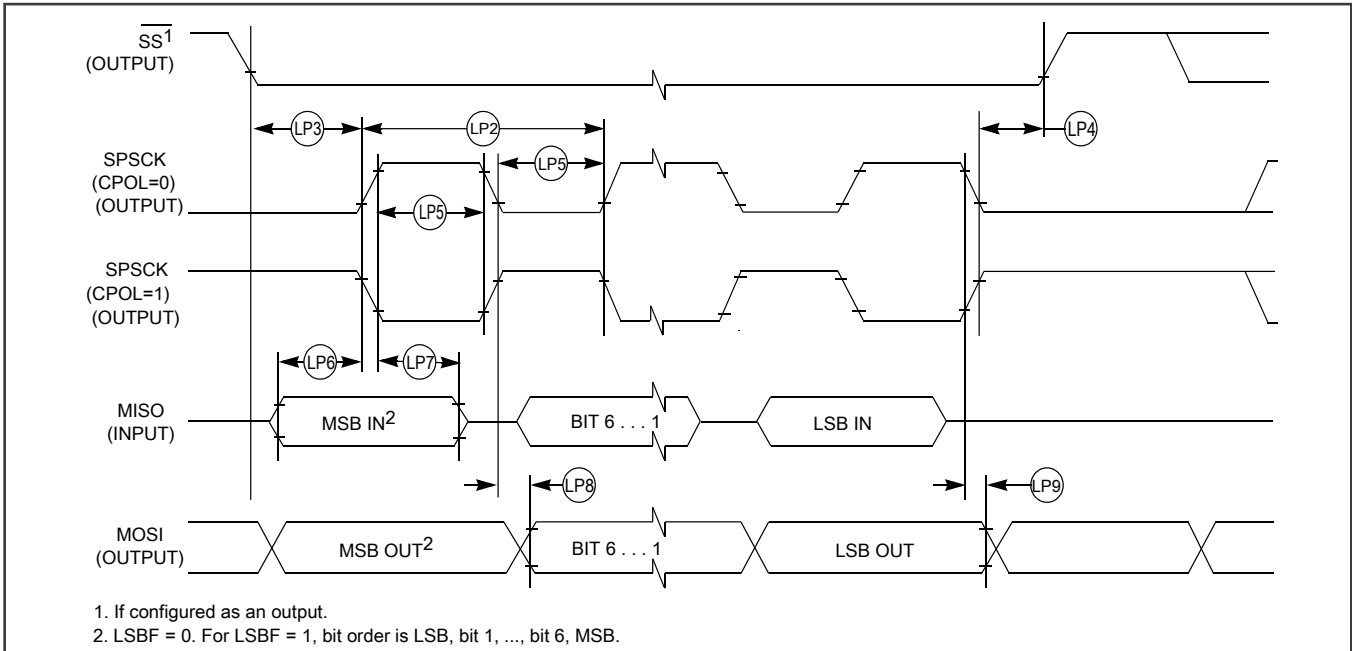 SS1
(OUTPUT)
LP3
LP2
LP4
SPSCK
(CPOL=0)
(OUTPUT)
LP5
LP5
SPSCK
(CPOL=1)
(OUTPUT)
LP6
LP7
MISO
(INPUT)
MSB IN2
BIT 6 . . . 1
LSB IN
LP8
LP9
MOSI
(OUTPUT)
MSB OUT2
BIT 6 . . . 1
LSB OUT
1. If configured as an output.
2. LSBF = 0. For LSBF = 1, bit order is LSB, bit 1, ..., bit 6, MSB.